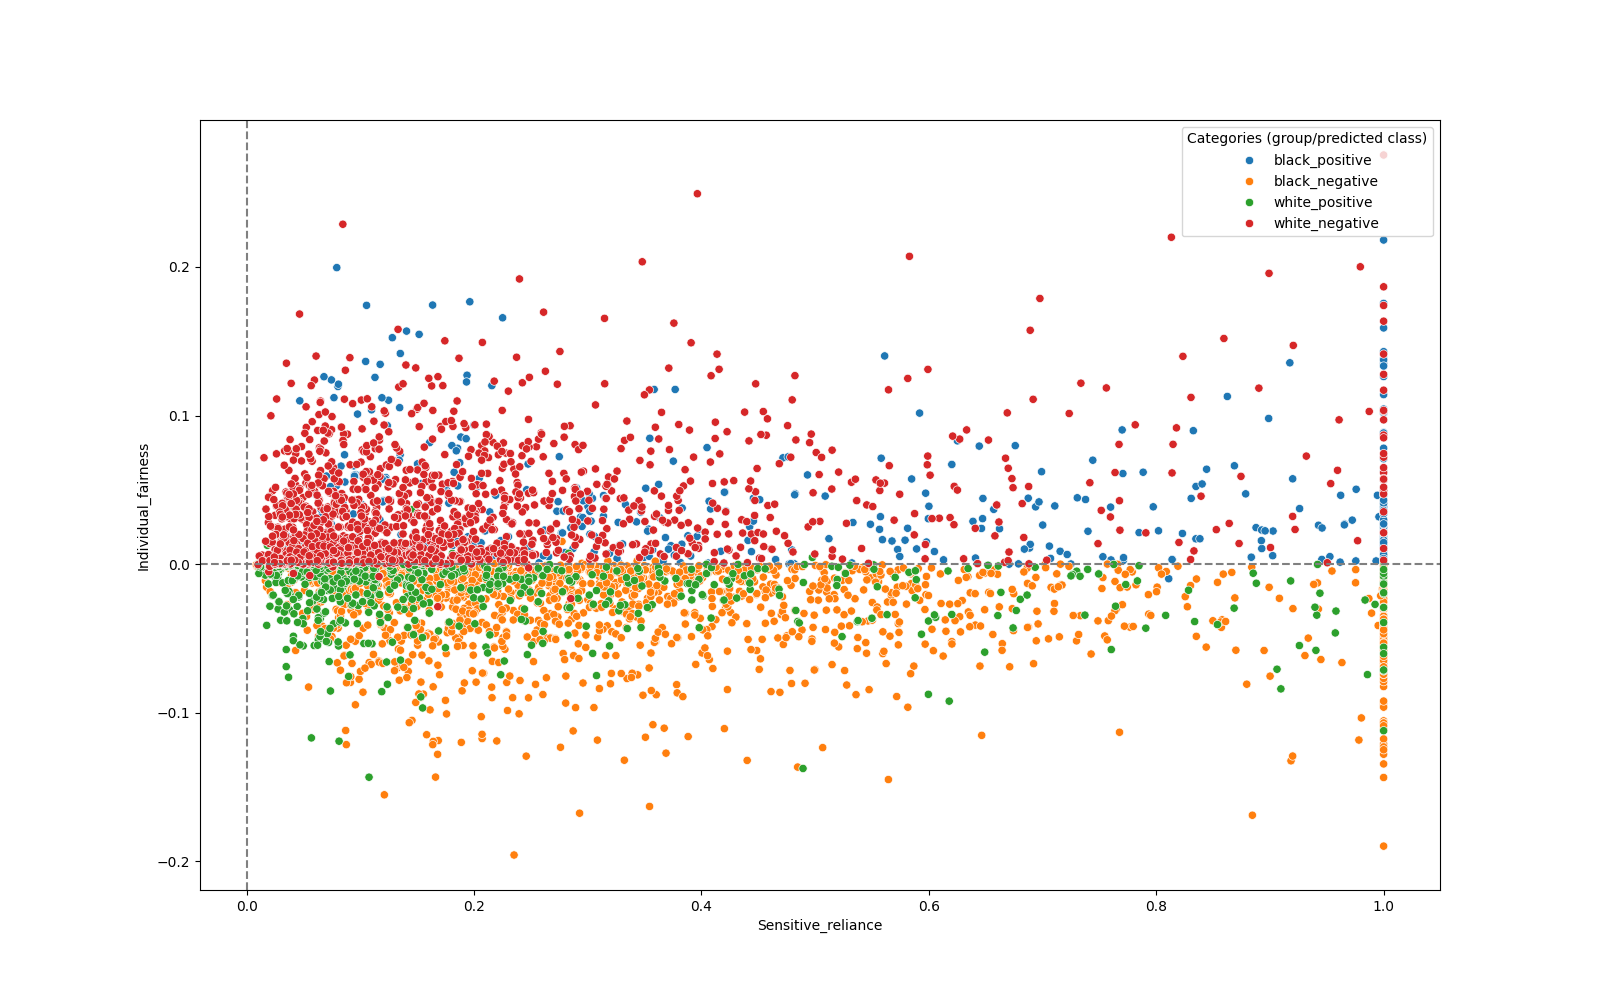 Categories (group/predicted class)
black_positive
black_negative
white_positive
white_negative
Individual_fairness
0.2
0.1
0.0
−0.1
−0.2
0.0 0.2 0.4 0.6 0.8 1.0
Sensitive_reliance